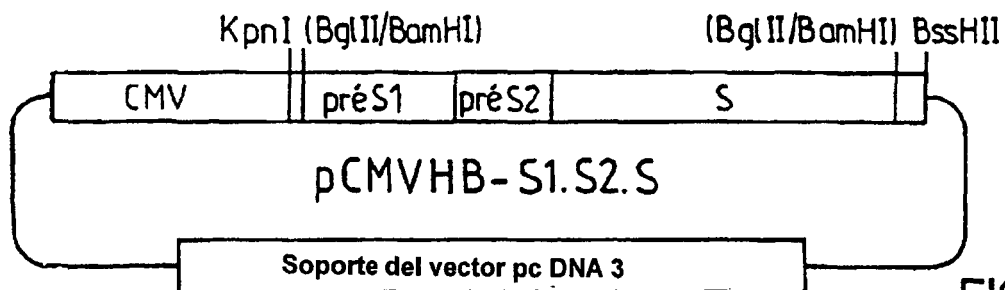 KpnI (BglII/BamHI) (BglII/BamHI) BssHII
CMV préS1 préS2 S
pCMVHB-S1.S2.S
Soporte del vector pc DNA 3